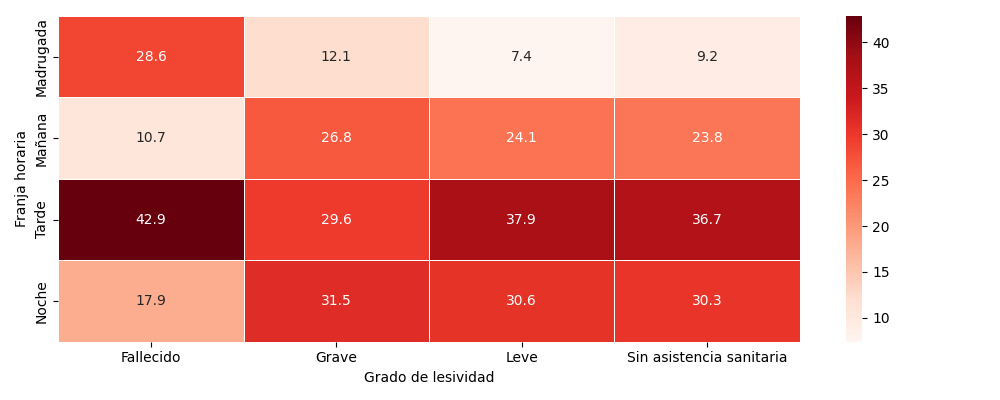 Franja horaria
Madrugada 28.6 12.1 7.4 9.2
Mañana 10.7 26.8 24.1 23.8
Tarde 42.9 29.6 37.9 36.7
Noche 17.9 31.5 30.6 30.3
Fallecido Grave Leve Sin asistencia sanitaria
Grado de lesividad
40
35
30
25
20
15
10